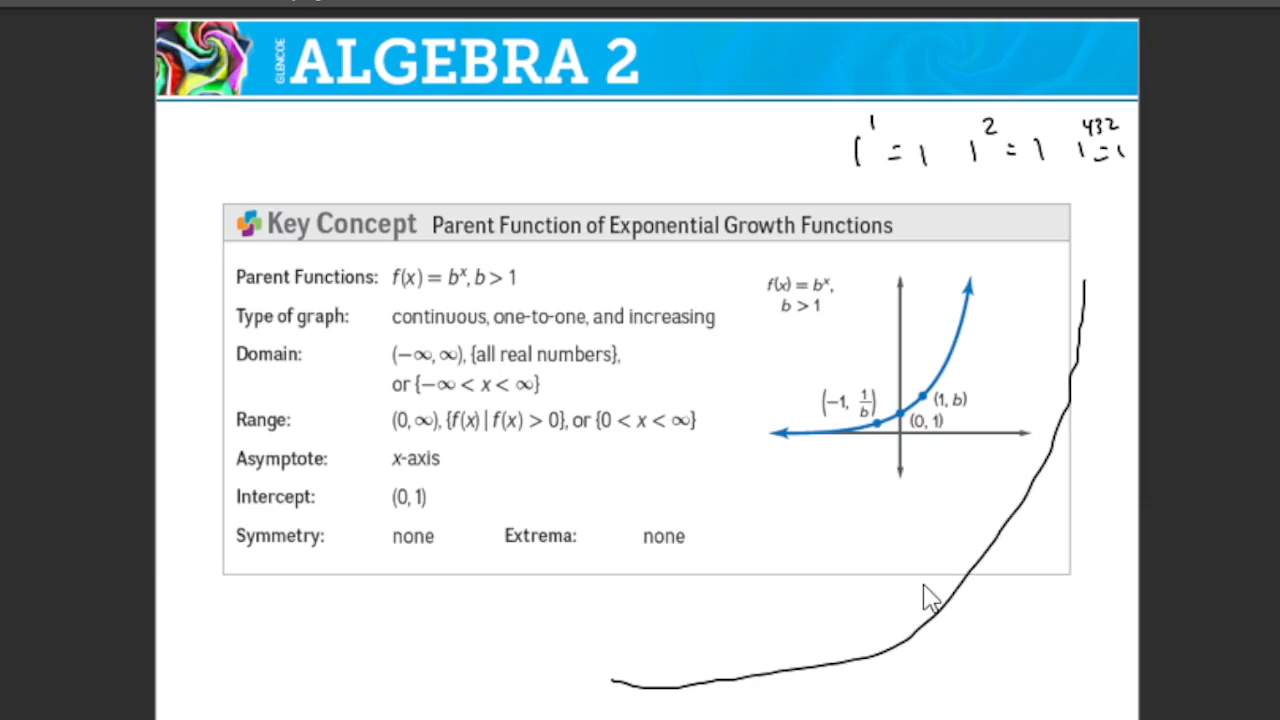 GLENCOE ALGEBRA 2
1¹ = 1 1² = 1 1⁴³² = 1
Key Concept Parent Function of Exponential Growth Functions
Parent Functions: f(x) = bˣ, b > 1
Type of graph: continuous, one-to-one, and increasing
Domain: (−∞, ∞), {all real numbers},
or {−∞ < x < ∞}
Range: (0, ∞), {f(x) | f(x) > 0}, or {0 < x < ∞}
Asymptote: x-axis
Intercept: (0, 1)
Symmetry: none Extrema: none
f(x) = bˣ,
b > 1
(−1, 1/b)
(1, b)
(0, 1)